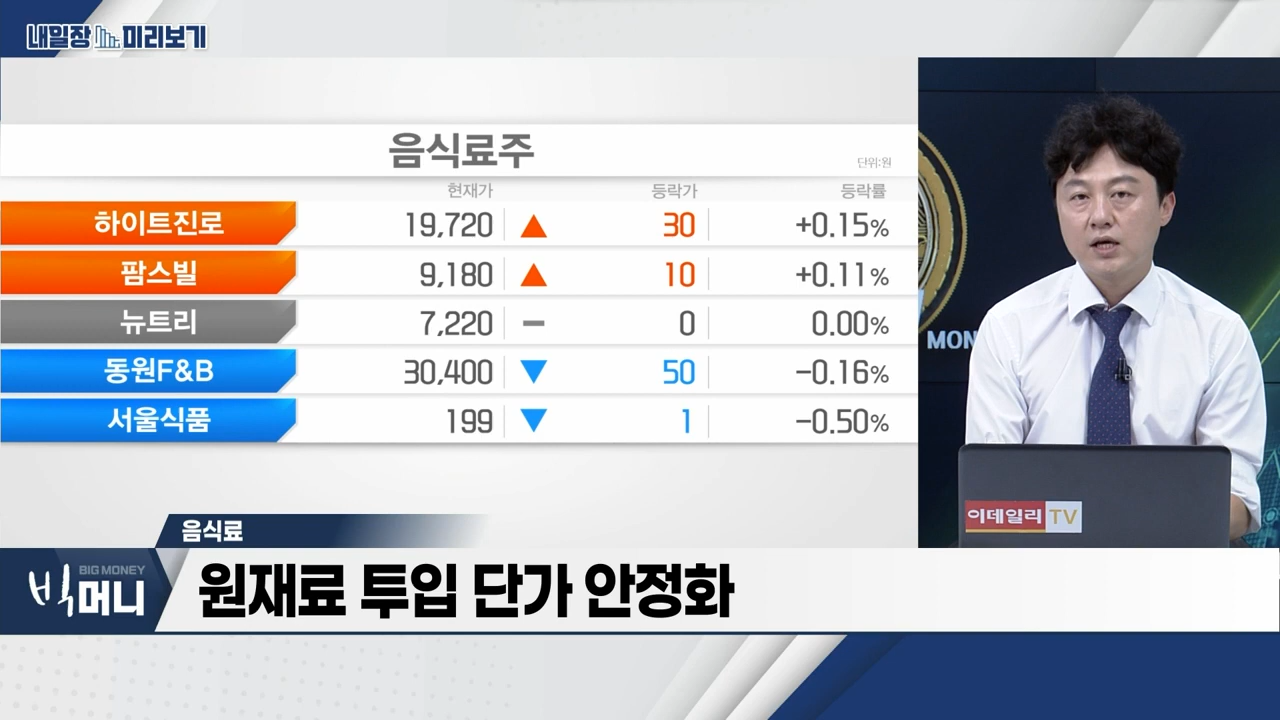 내일장 미리보기
음식료주
단위:원
현재가 등락가 등락률
하이트진로 19,720 ▲ 30 +0.15%
팜스빌 9,180 ▲ 10 +0.11%
뉴트리 7,220 － 0 0.00%
동원F&B 30,400 ▼ 50 -0.16%
서울식품 199 ▼ 1 -0.50%
MON
이데일리TV
음식료
BIG MONEY
빅머니
원재료 투입 단가 안정화